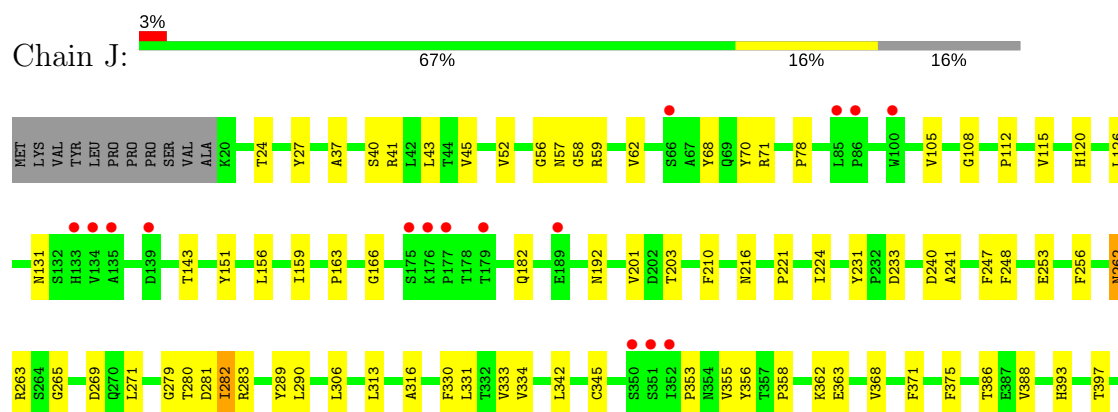 3%
Chain J:
67% 16% 16%
MET LYS VAL TYR LEU PRO PRO PRO SER VAL ALA K20 T24 Y27 A37 S40 R41 L42 L43 T44 V45 V52 G56 N57 G58 R59 V62 S66 A67 Y68 Q69 Y70 R71 P78 L85 P86 W100 V105 G108 P112 V115 H120 L126
N131 S132 H133 V134 A135 D139 T143 Y151 L156 I159 P163 G166 S175 K176 P177 T178 T179 Q182 E189 N192 V201 D202 T203 F210 N216 P221 I224 Y231 P232 D233 D240 A241 F247 F248 E253 F256 N262
R263 S264 G265 D269 Q270 L271 G279 T280 D281 I282 R283 Y289 L290 L306 L313 A316 F330 L331 T332 V333 V334 L342 C345 S350 S351 I352 P353 N354 V355 Y356 T357 P358 K362 E363 V368 F371 F375 T386 E387 V388 H393 T397